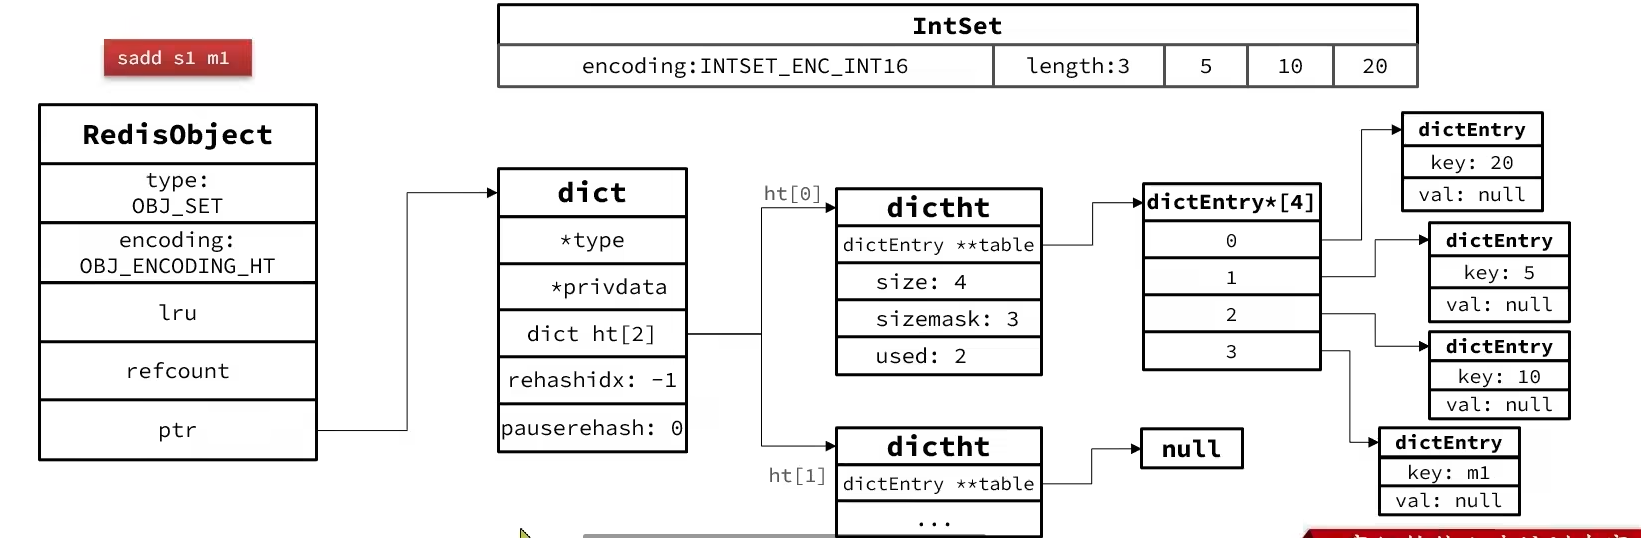 sadd s1 m1
IntSet
encoding:INTSET_ENC_INT16
length:3
5
10
20
RedisObject
type:
OBJ_SET
encoding:
OBJ_ENCODING_HT
lru
refcount
ptr
dict
*type
*privdata
dict ht[2]
rehashidx: -1
pauserehash: 0
ht[0]
dictht
dictEntry **table
size: 4
sizemask: 3
used: 2
ht[1]
dictht
dictEntry **table
...
dictEntry*[4]
0
1
2
3
null
dictEntry
key: 20
val: null
dictEntry
key: 5
val: null
dictEntry
key: 10
val: null
dictEntry
key: m1
val: null